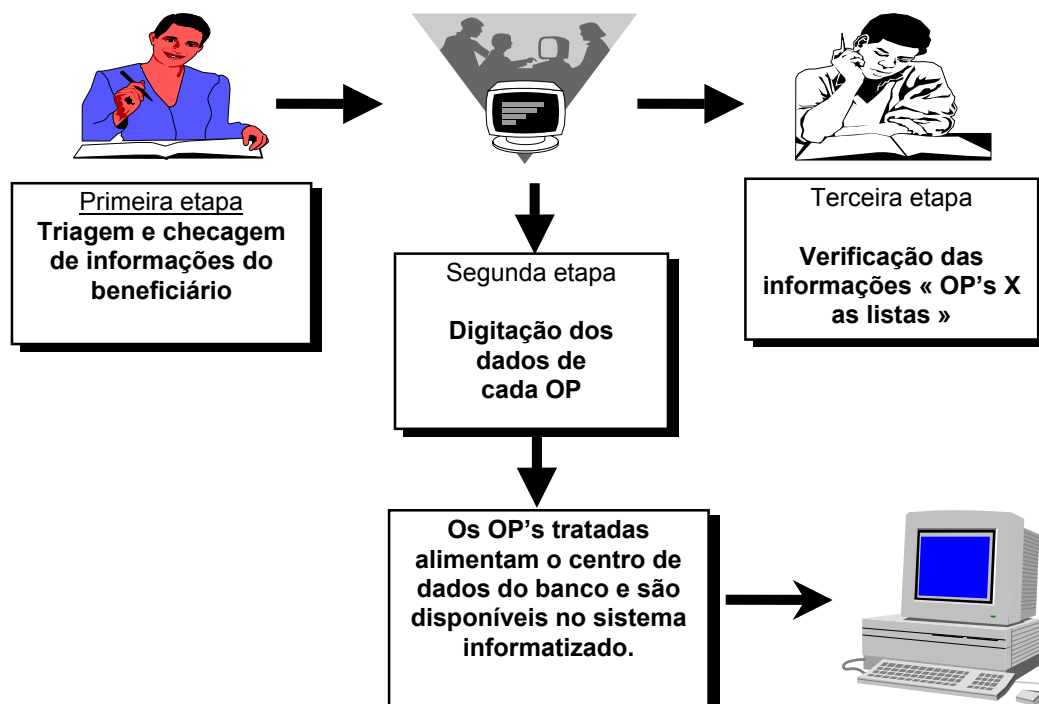 Primeira etapa
Triagem e checagem
de informações do
beneficiário
Segunda etapa
Digitação dos
dados de
cada OP
Terceira etapa
Verificação das
informações « OP’s X
as listas »
Os OP’s tratadas
alimentam o centro de
dados do banco e são
disponíveis no sistema
informatizado.